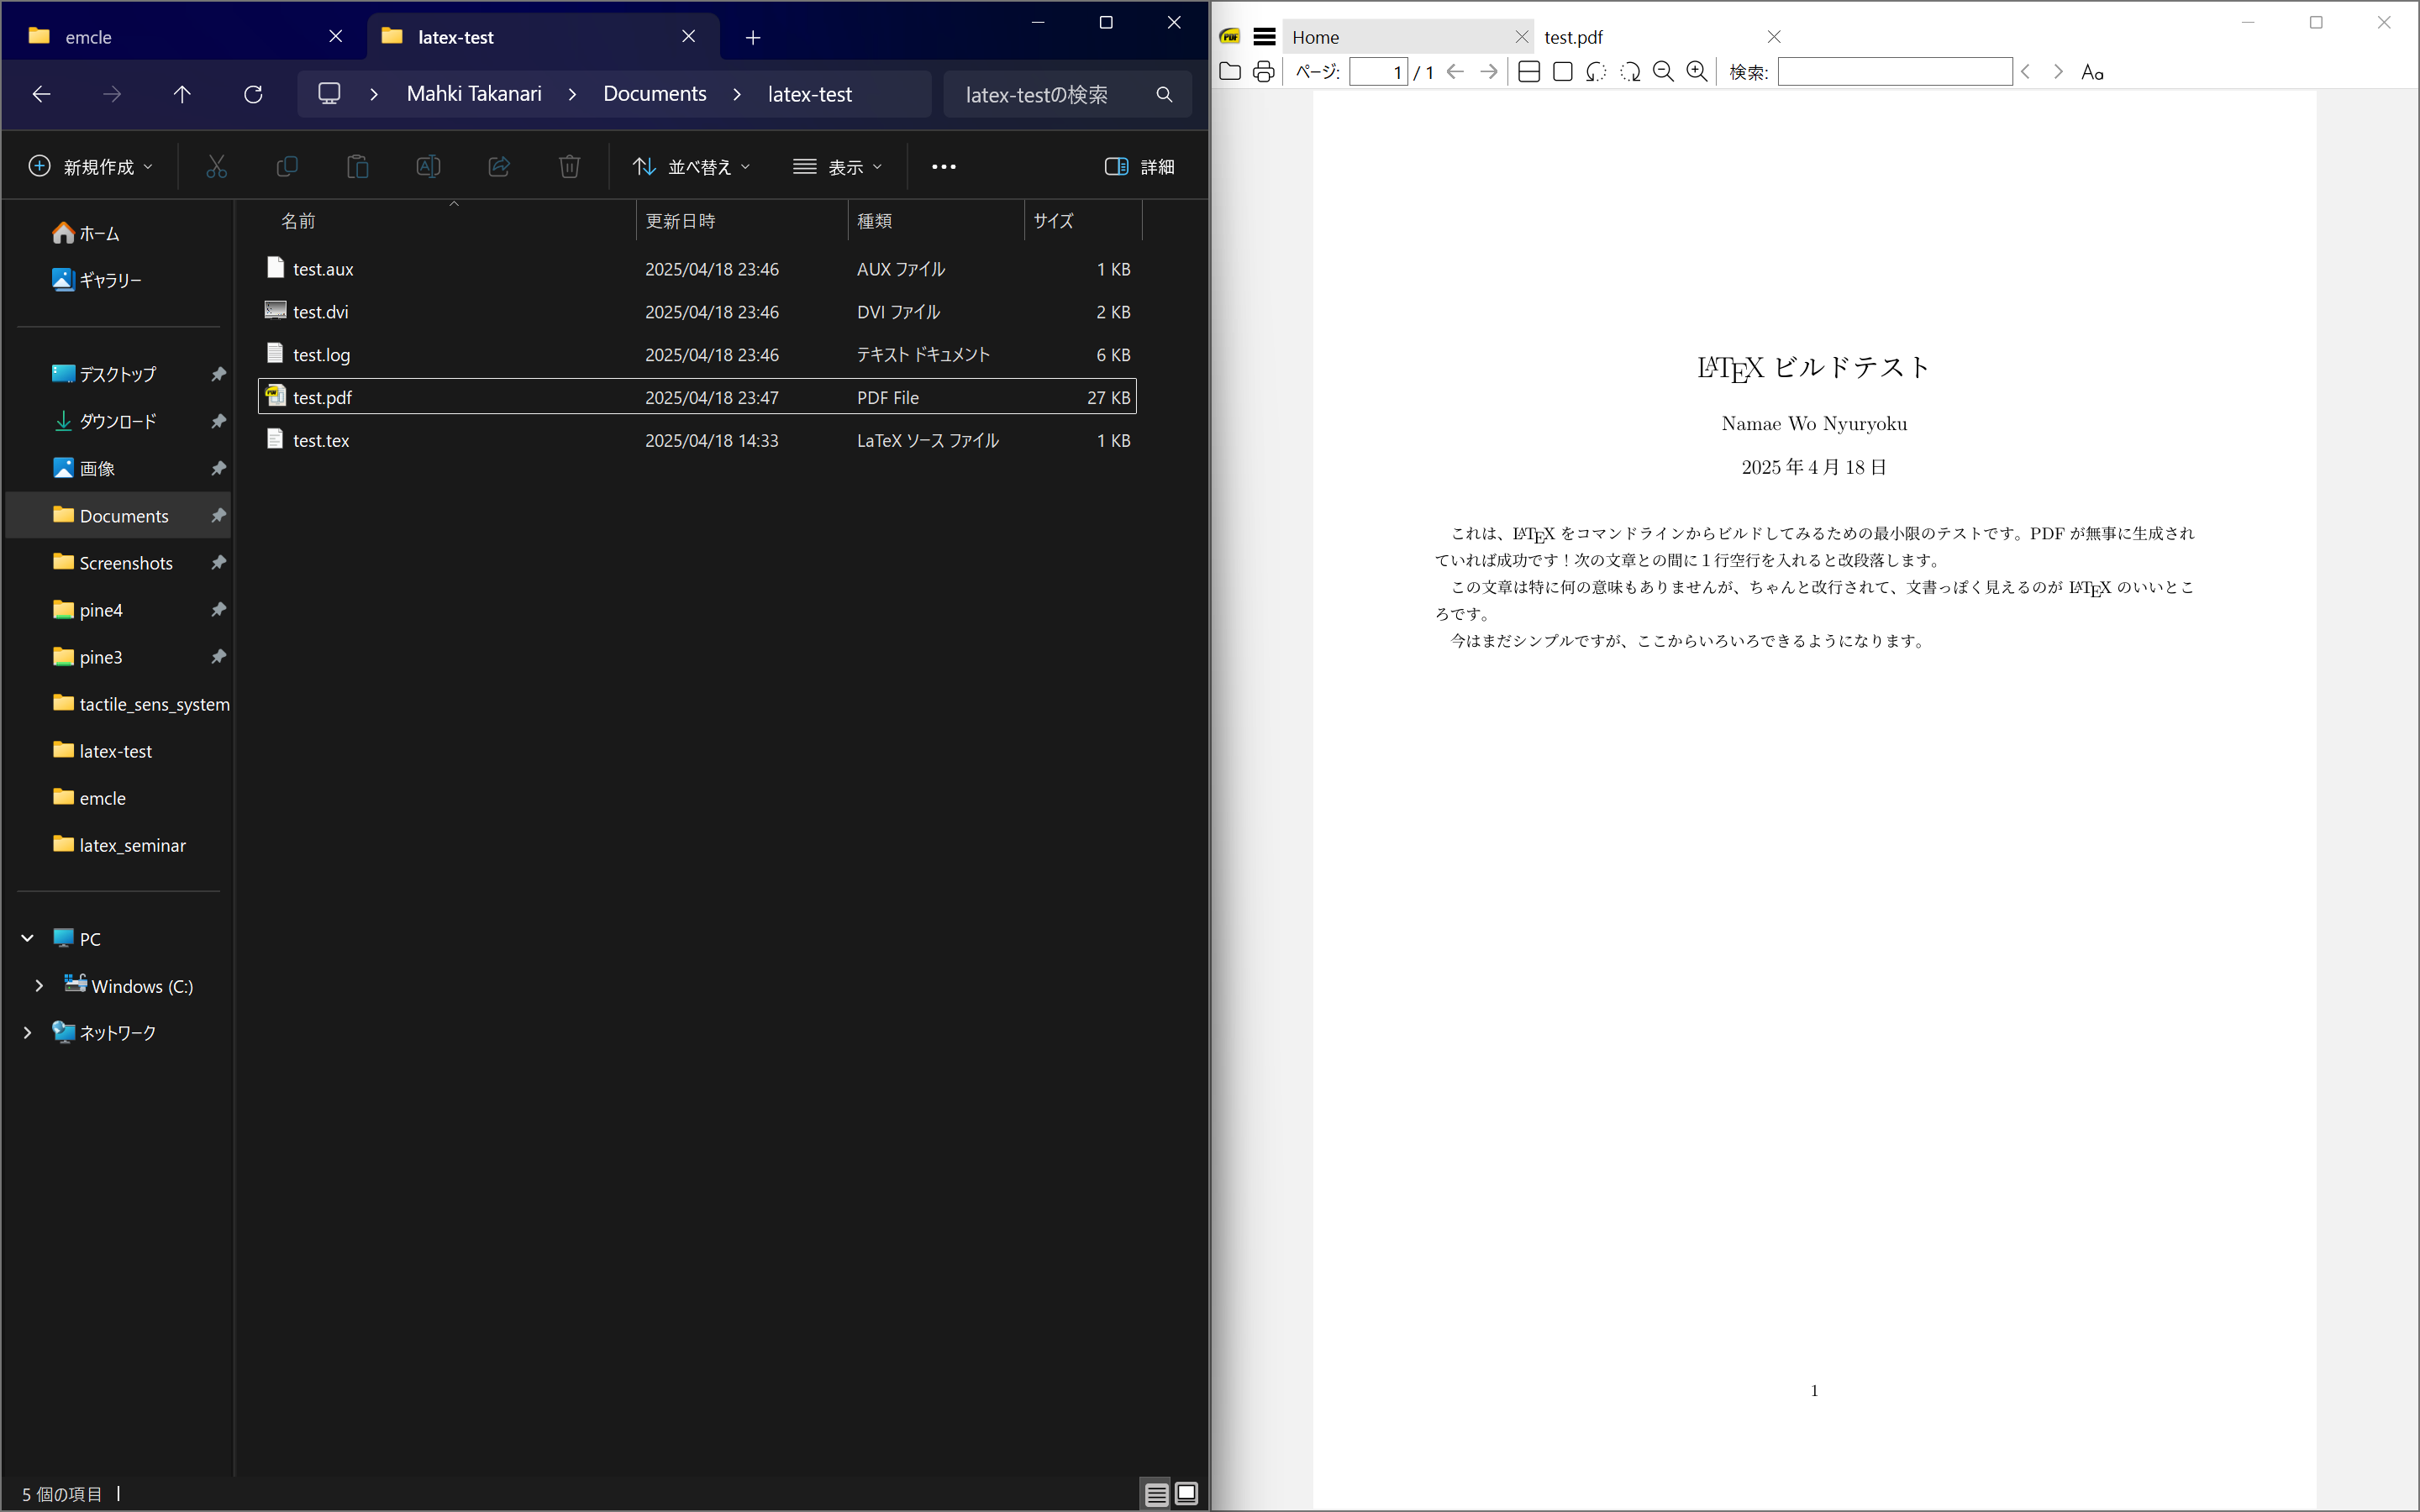 emcle
latex-test
Mahki Takanari
Documents
latex-test
latex-testの検索
新規作成
並べ替え
表示
詳細
ホーム
ギャラリー
デスクトップ
ダウンロード
画像
Documents
Screenshots
pine4
pine3
tactile_sens_system
latex-test
emcle
latex_seminar
PC
Windows (C:)
ネットワーク
名前 更新日時 種類 サイズ
test.aux 2025/04/18 23:46 AUX ファイル 1 KB
test.dvi 2025/04/18 23:46 DVI ファイル 2 KB
test.log 2025/04/18 23:46 テキスト ドキュメント 6 KB
test.pdf 2025/04/18 23:47 PDF File 27 KB
test.tex 2025/04/18 14:33 LaTeX ソース ファイル 1 KB
5 個の項目
PDF
Home
test.pdf
ページ: 1 / 1
検索:
Aa
LATEX ビルドテスト
Namae Wo Nyuryoku
2025 年 4 月 18 日
これは、LATEX をコマンドラインからビルドしてみるための最小限のテストです。PDF が無事に生成され
ていれば成功です！次の文章との間に 1 行空行を入れると改段落します。
この文章は特に何の意味もありませんが、ちゃんと改行されて、文書っぽく見えるのが LATEX のいいとこ
ろです。
今はまだシンプルですが、ここからいろいろできるようになります。
1